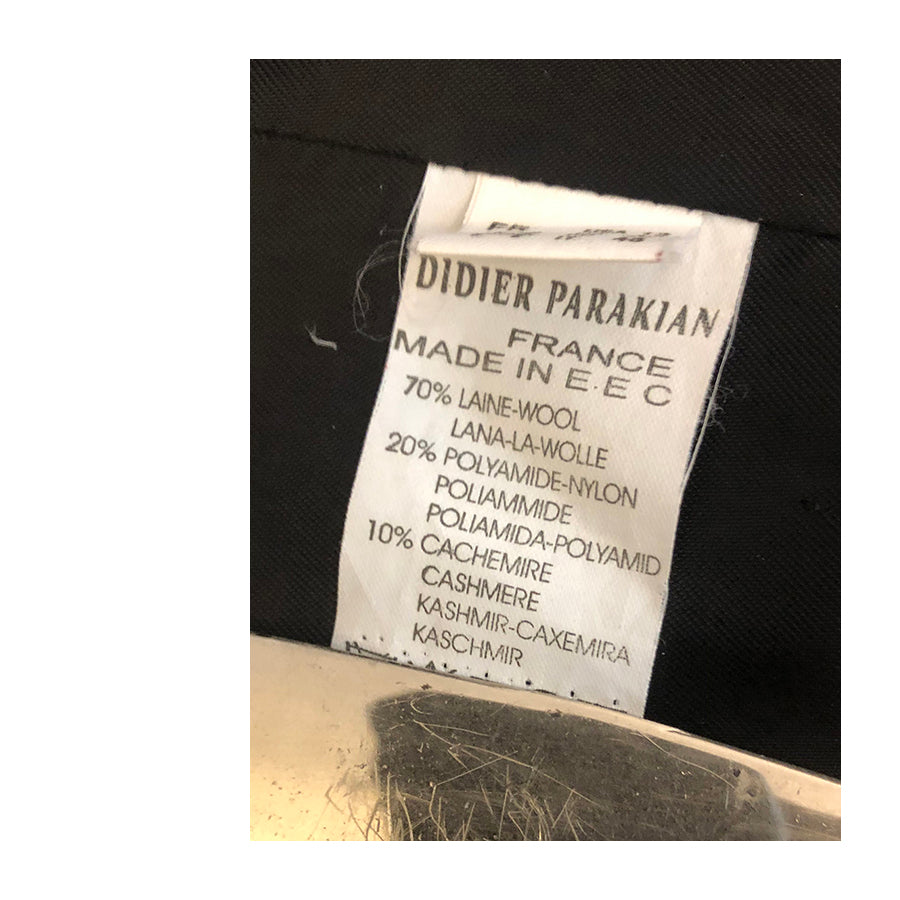 DIDIER PARAKIAN
FRANCE
MADE IN E.E C
70% LAINE-WOOL
LANA-LA-WOLLE
20% POLYAMIDE-NYLON
POLIAMMIDE
POLIAMIDA-POLYAMID
10% CACHEMIRE
CASHMERE
KASHMIR-CAXEMIRA
KASCHMIR